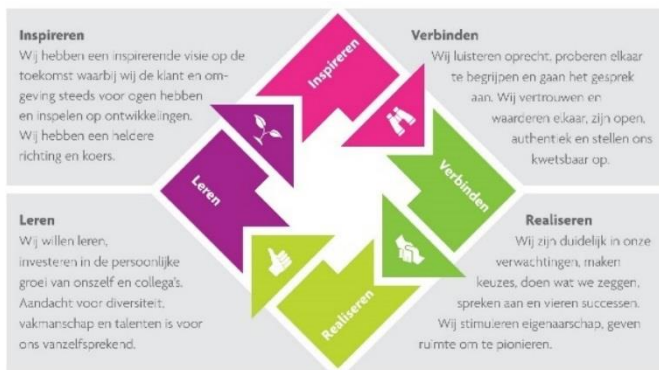 Inspireren
Wij hebben een inspirerende visie op de
toekomst waarbij wij de klant en om-
geving steeds voor ogen hebben
en inspelen op ontwikkelingen.
Wij hebben een heldere
richting en koers.
Verbinden
Wij luisteren oprecht, proberen elkaar
te begrijpen en gaan het gesprek
aan. Wij vertrouwen en
waarderen elkaar, zijn open,
authentiek en stellen ons
kwetsbaar op.
Inspireren
Verbinden
Realiseren
Leren
Leren
Wij willen leren,
investeren in de persoonlijke
groei van onszelf en collega's.
Aandacht voor diversiteit,
vakmanschap en talenten is voor
ons vanzelfsprekend.
Realiseren
Wij zijn duidelijk in onze
verwachtingen, maken
keuzes, doen wat we zeggen,
spreken aan en vieren successen.
Wij stimuleren eigenaarschap, geven
ruimte om te pionieren.